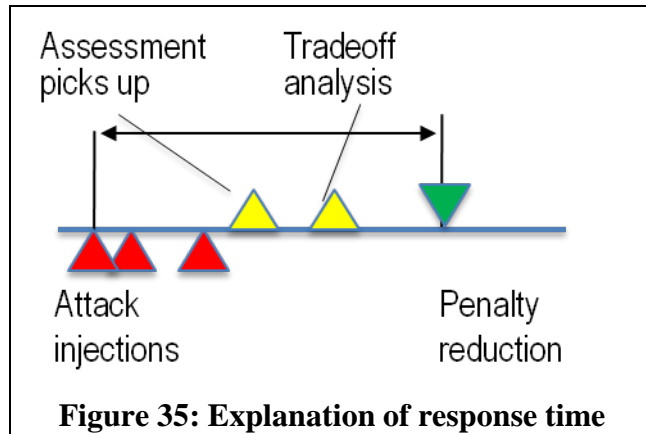 Assessment
picks up
Tradeoff
analysis
Attack
injections
Penalty
reduction
Figure 35: Explanation of response time